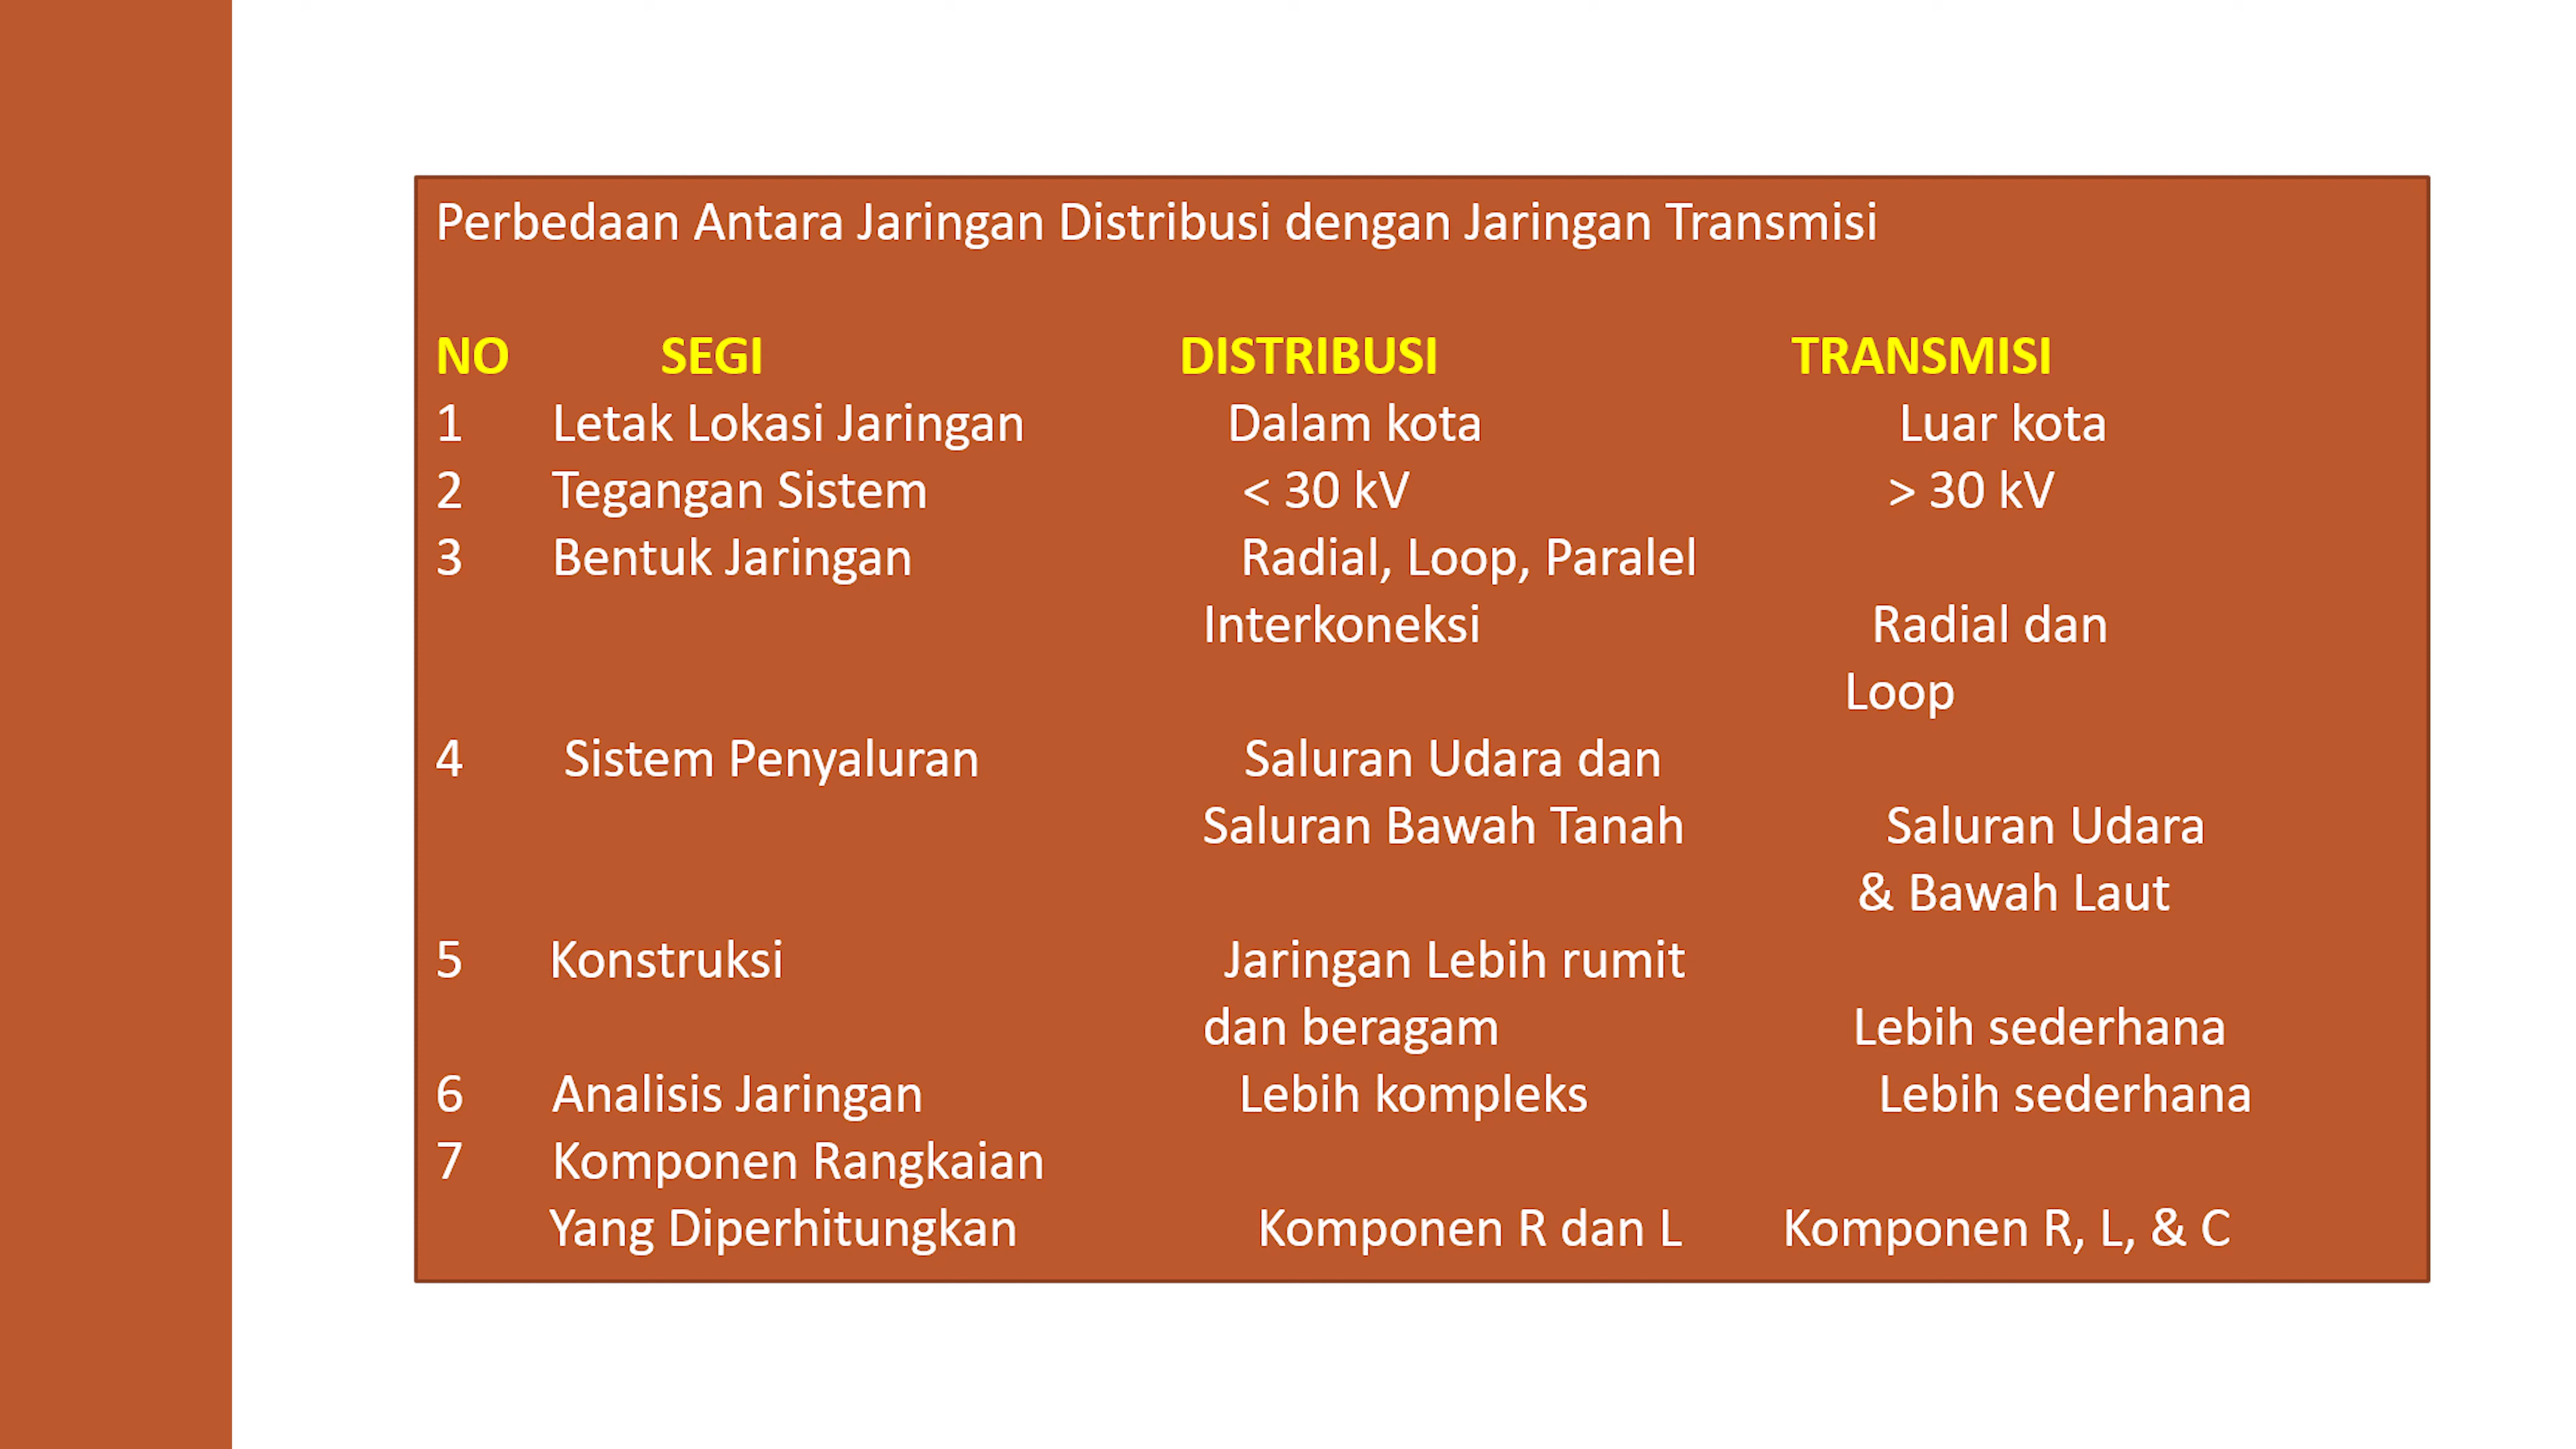 Perbedaan Antara Jaringan Distribusi dengan Jaringan Transmisi
NO SEGI DISTRIBUSI TRANSMISI
1 Letak Lokasi Jaringan Dalam kota Luar kota
2 Tegangan Sistem < 30 kV > 30 kV
3 Bentuk Jaringan Radial, Loop, Paralel
Interkoneksi Radial dan
Loop
4 Sistem Penyaluran Saluran Udara dan
Saluran Bawah Tanah Saluran Udara
& Bawah Laut
5 Konstruksi Jaringan Lebih rumit
dan beragam Lebih sederhana
6 Analisis Jaringan Lebih kompleks Lebih sederhana
7 Komponen Rangkaian
Yang Diperhitungkan Komponen R dan L Komponen R, L, & C